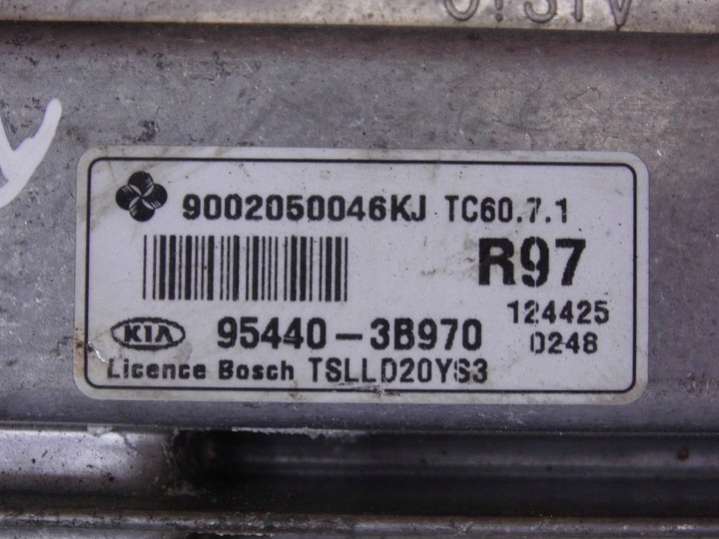 9002050046KJ TC60.7.1
R97
124425
KIA 95440-3B970 0248
Licence Bosch TSLLD20YS3